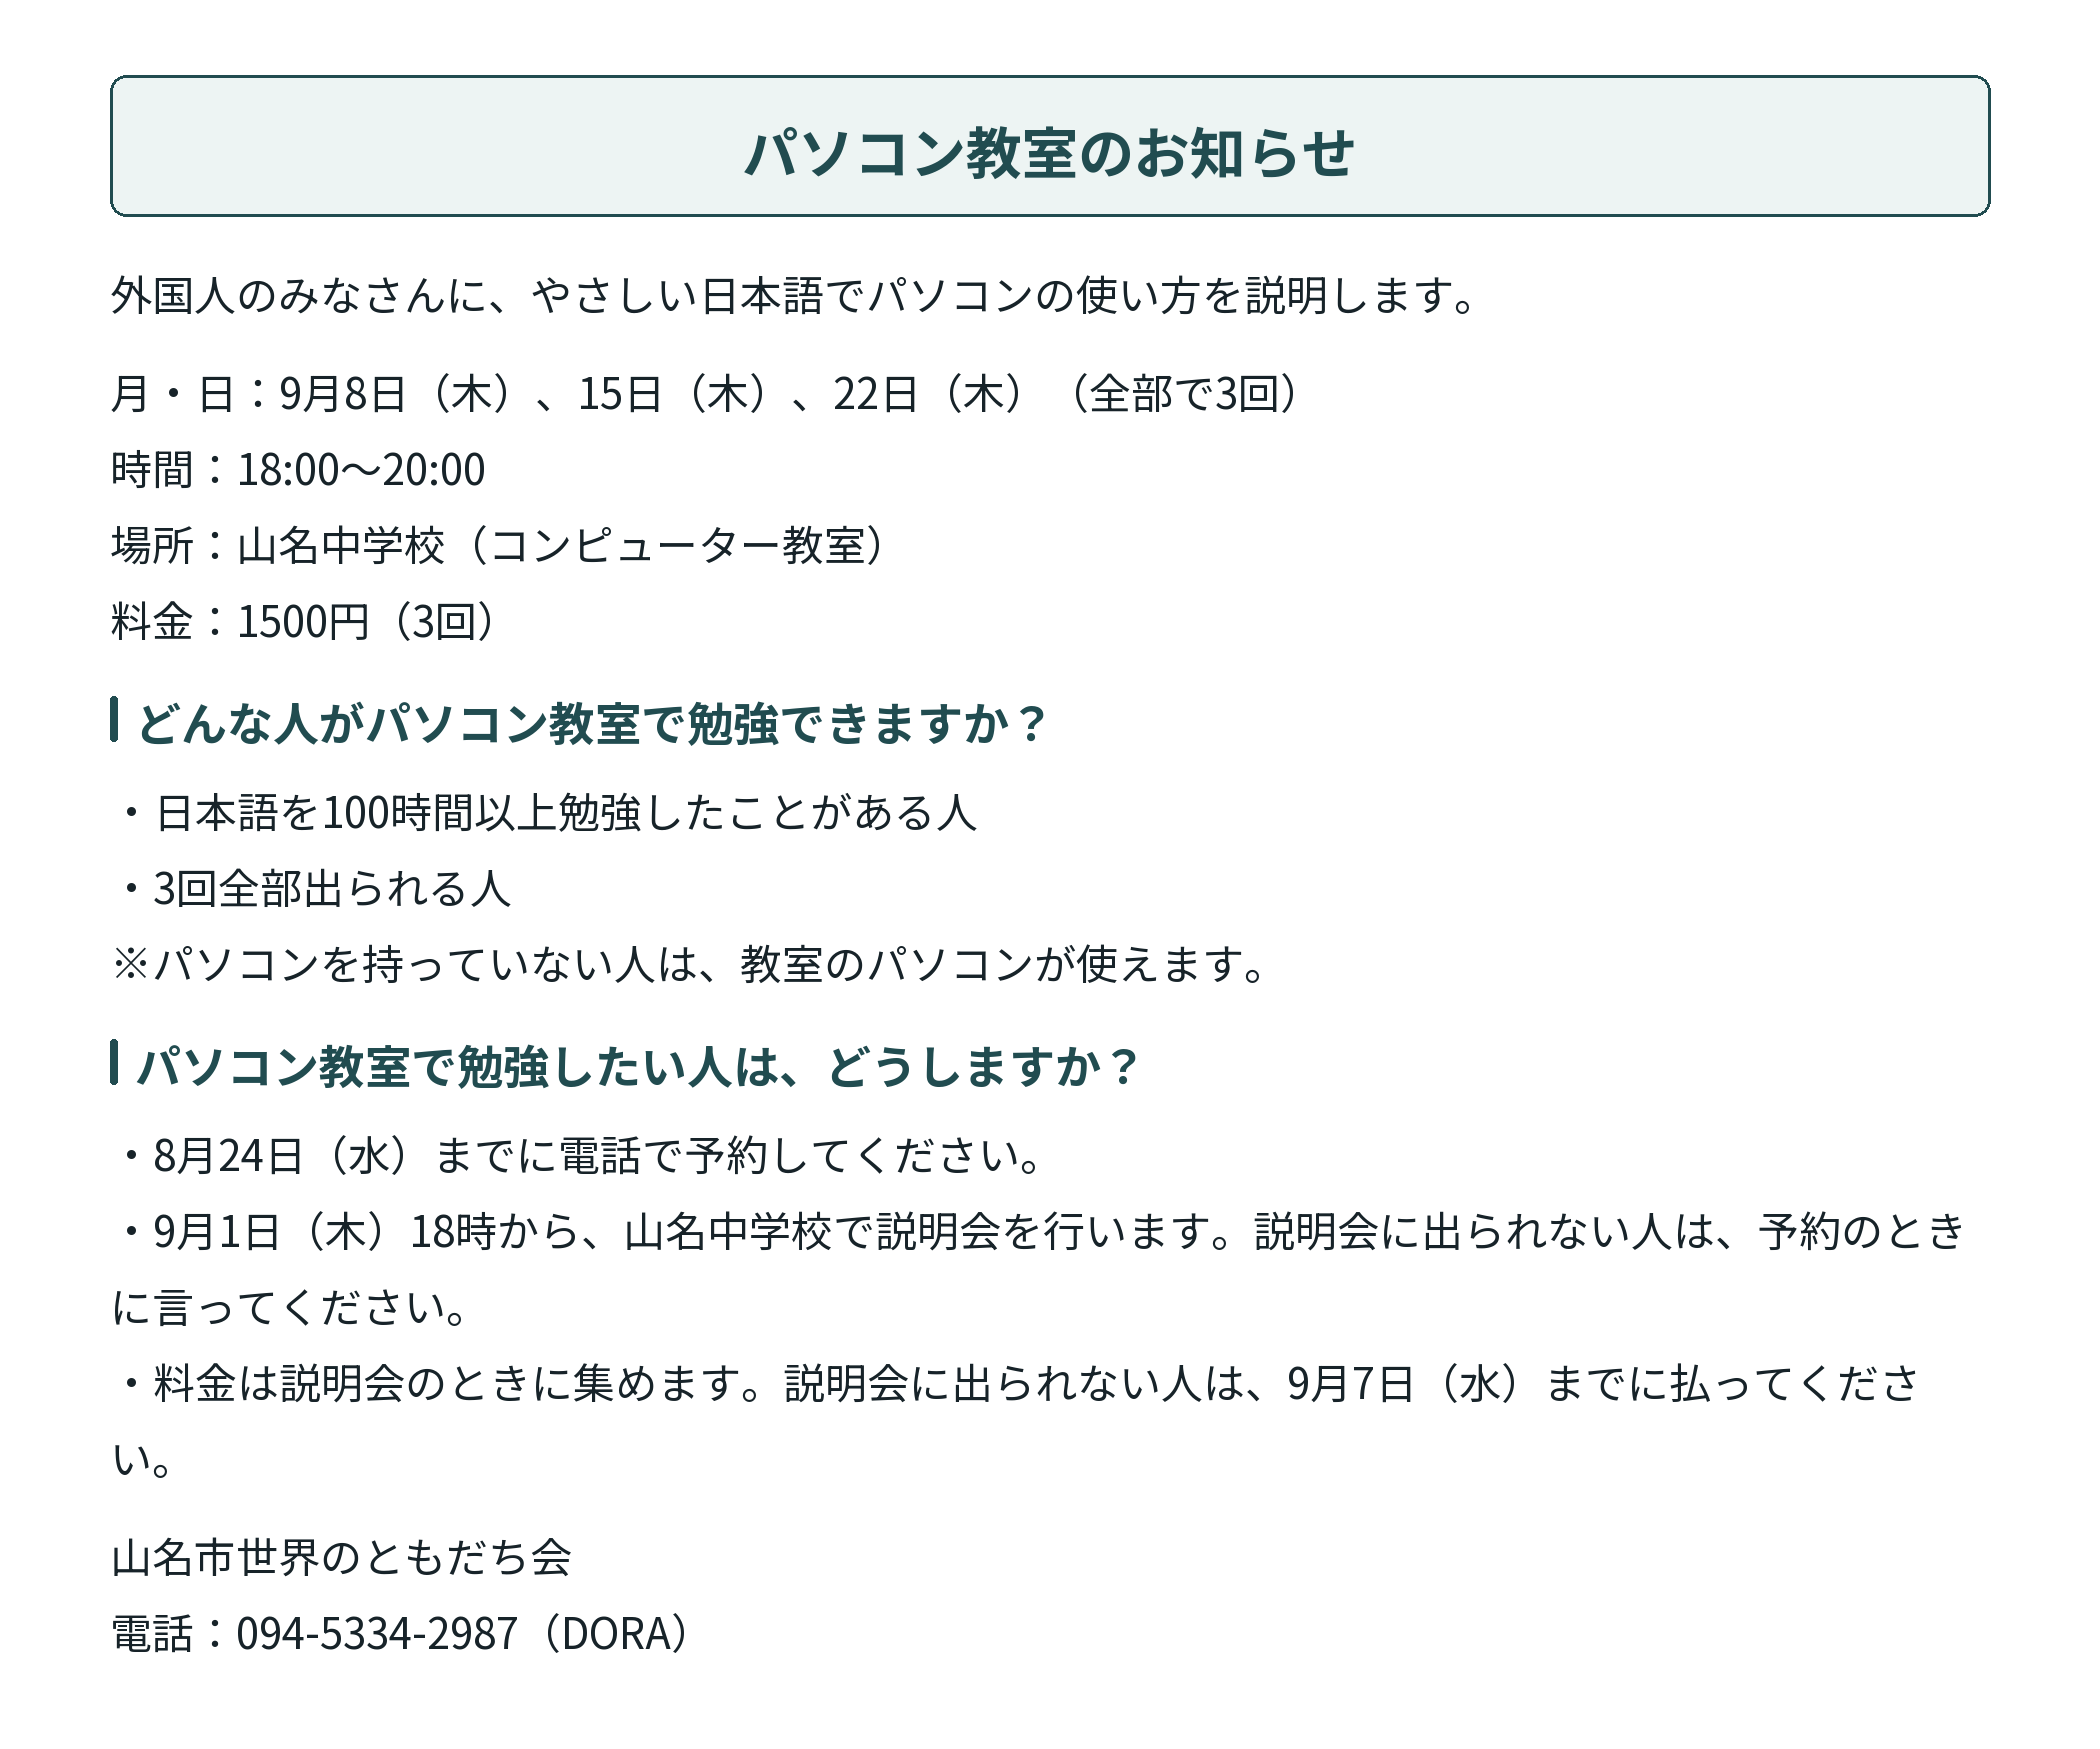 パソコン教室のお知らせ
外国人のみなさんに、やさしい日本語でパソコンの使い方を説明します。
月・日：9月8日（木）、15日（木）、22日（木）（全部で3回）
時間：18:00～20:00
場所：山名中学校（コンピューター教室）
料金：1500円（3回）
どんな人がパソコン教室で勉強できますか？
・日本語を100時間以上勉強したことがある人
・3回全部出られる人
※パソコンを持っていない人は、教室のパソコンが使えます。
パソコン教室で勉強したい人は、どうしますか？
・8月24日（水）までに電話で予約してください。
・9月1日（木）18時から、山名中学校で説明会を行います。説明会に出られない人は、予約のとき
に言ってください。
・料金は説明会のときに集めます。説明会に出られない人は、9月7日（水）までに払ってくださ
い。
山名市世界のともだち会
電話：094-5334-2987（DORA）